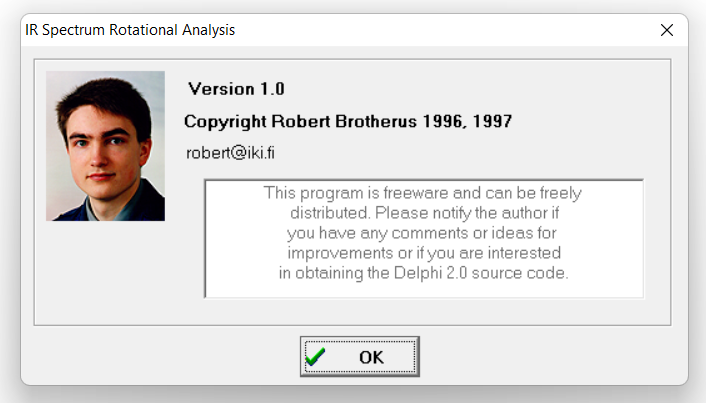 IR Spectrum Rotational Analysis
Version 1.0
Copyright Robert Brotherus 1996, 1997
robert@iki.fi
This program is freeware and can be freely
distributed. Please notify the author if
you have any comments or ideas for
improvements or if you are interested
in obtaining the Delphi 2.0 source code.
OK